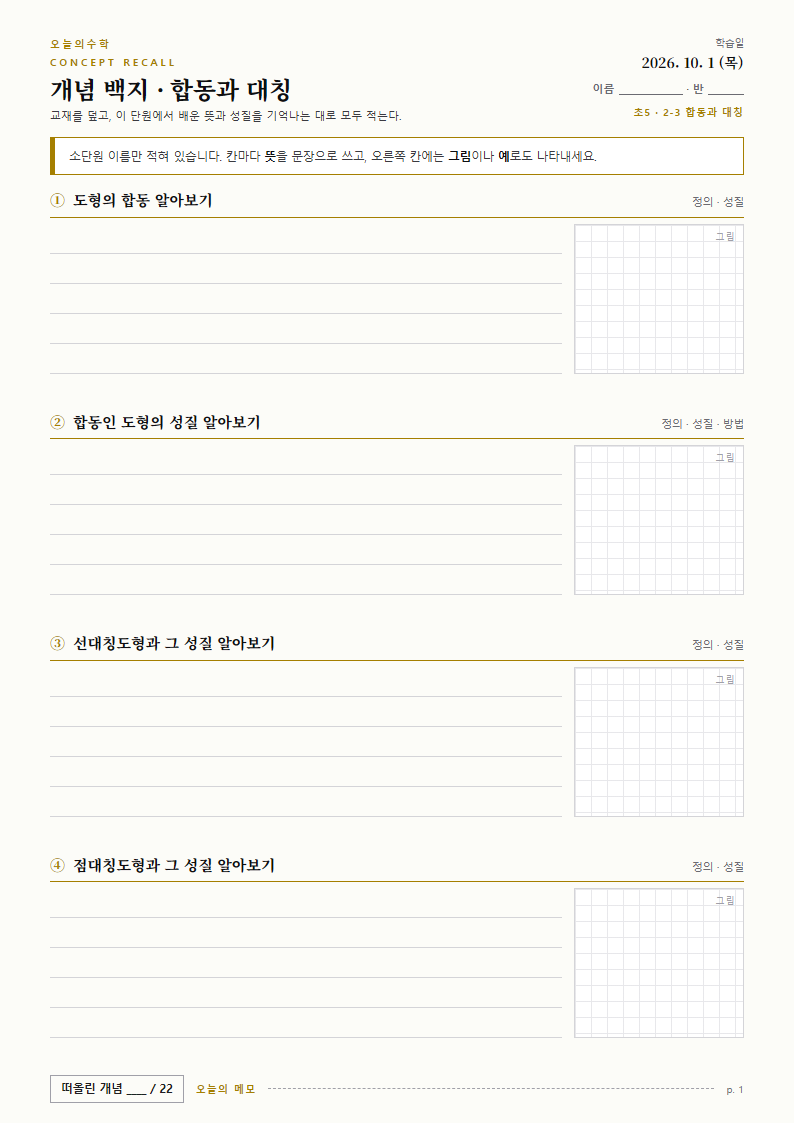 오늘의수학
CONCEPT RECALL
개념 백지 · 합동과 대칭
교재를 덮고, 이 단원에서 배운 뜻과 성질을 기억나는 대로 모두 적는다.
학습일
2026. 10. 1 (목)
이름 ________ · 반 ____
초5 · 2-3 합동과 대칭
소단원 이름만 적혀 있습니다. 칸마다 뜻을 문장으로 쓰고, 오른쪽 칸에는 그림이나 예로도 나타내세요.
① 도형의 합동 알아보기 정의 · 성질
그림
② 합동인 도형의 성질 알아보기 정의 · 성질 · 방법
그림
③ 선대칭도형과 그 성질 알아보기 정의 · 성질
그림
④ 점대칭도형과 그 성질 알아보기 정의 · 성질
그림
떠올린 개념 ___ / 22 오늘의 메모 p. 1